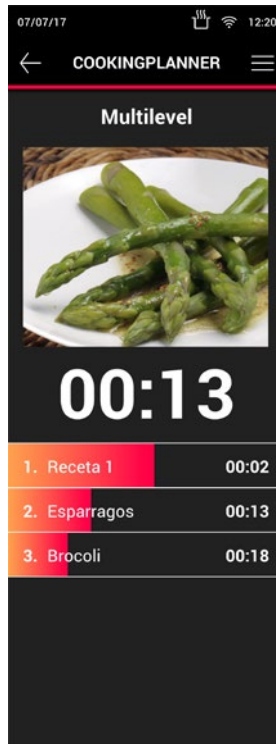 07/07/17 12:20
COOKINGPLANNER
Multilevel
00:13
1. Receta 1 00:02
2. Esparragos 00:13
3. Brocoli 00:18